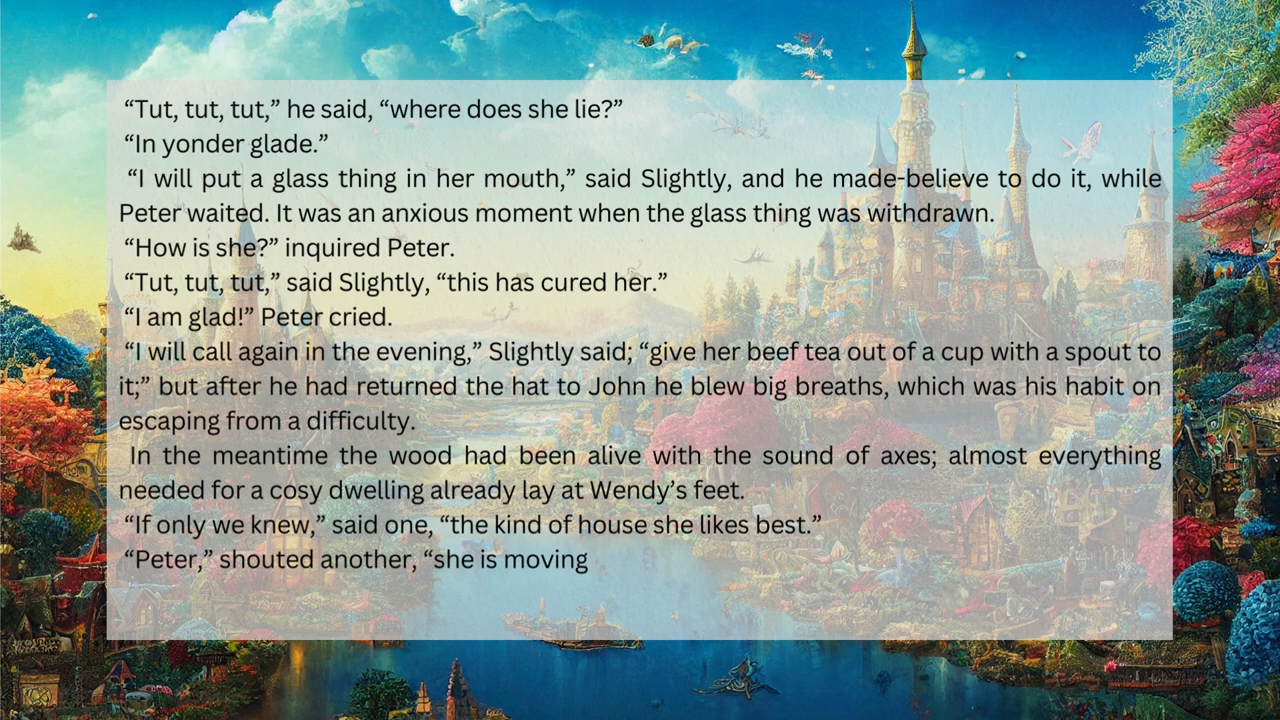 “Tut, tut, tut,” he said, “where does she lie?”
“In yonder glade.”
“I will put a glass thing in her mouth,” said Slightly, and he made-believe to do it, while
Peter waited. It was an anxious moment when the glass thing was withdrawn.
“How is she?” inquired Peter.
“Tut, tut, tut,” said Slightly, “this has cured her.”
“I am glad!” Peter cried.
“I will call again in the evening,” Slightly said; “give her beef tea out of a cup with a spout to
it;” but after he had returned the hat to John he blew big breaths, which was his habit on
escaping from a difficulty.
In the meantime the wood had been alive with the sound of axes; almost everything
needed for a cosy dwelling already lay at Wendy’s feet.
“If only we knew,” said one, “the kind of house she likes best.”
“Peter,” shouted another, “she is moving